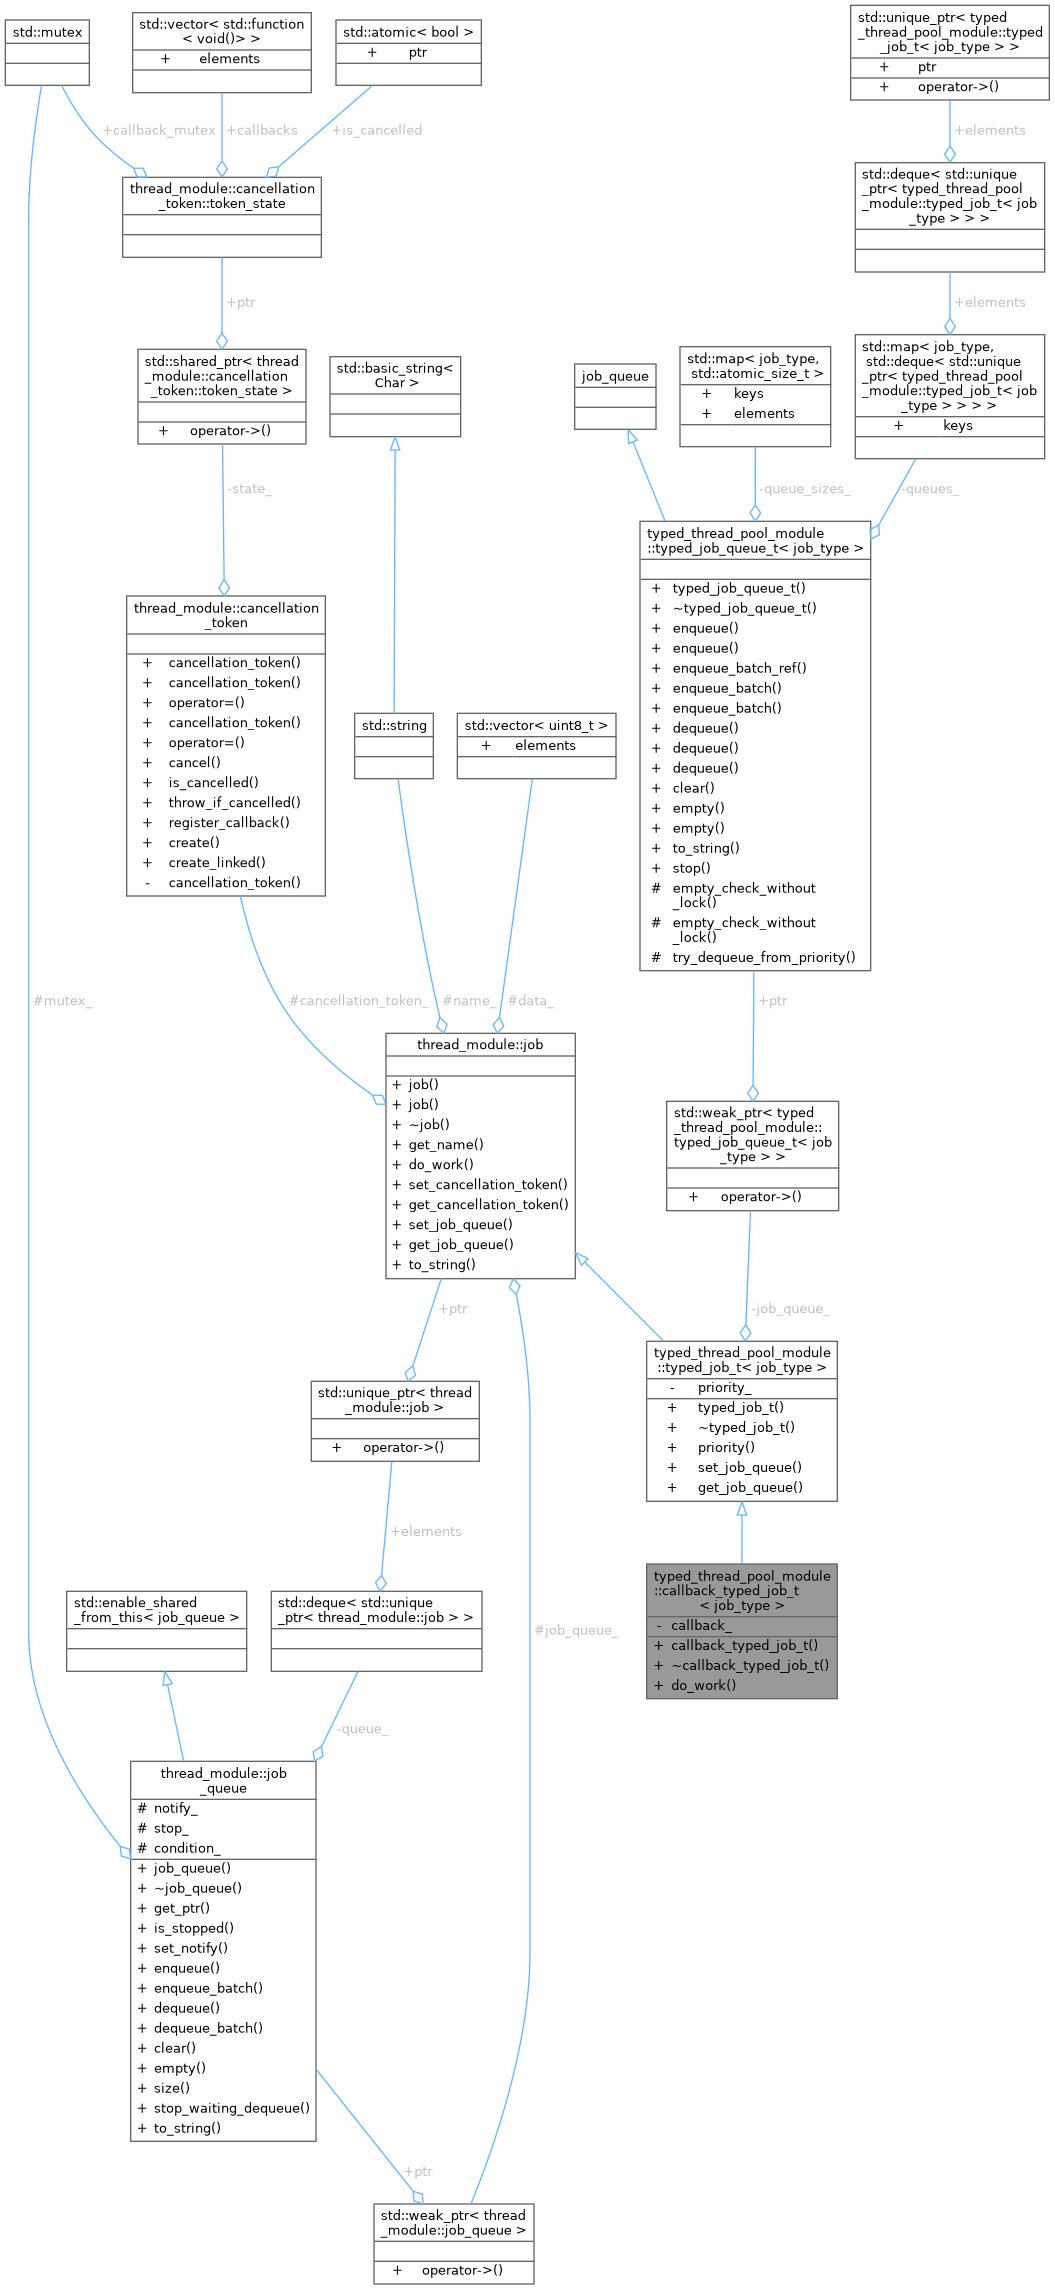 std::mutex
std::vector< std::function
< void()> >
+ elements
std::atomic< bool >
+ ptr
std::unique_ptr< typed
_thread_pool_module::typed
_job_t< job_type > >
+ ptr
+ operator->()
+callback_mutex
+callbacks
+is_cancelled
+elements
thread_module::cancellation
_token::token_state
std::deque< std::unique
_ptr< typed_thread_pool
_module::typed_job_t< job
_type > > >
+ptr
+elements
std::shared_ptr< thread
_module::cancellation
_token::token_state >
+ operator->()
std::basic_string<
Char >
job_queue
std::map< job_type,
std::atomic_size_t >
+ keys
+ elements
std::map< job_type,
std::deque< std::unique
_ptr< typed_thread_pool
_module::typed_job_t< job
_type > > > >
+ keys
-state_
-queue_sizes_
-queues_
thread_module::cancellation
_token
+ cancellation_token()
+ cancellation_token()
+ operator=()
+ cancellation_token()
+ operator=()
+ cancel()
+ is_cancelled()
+ throw_if_cancelled()
+ register_callback()
+ create()
+ create_linked()
- cancellation_token()
std::string
std::vector< uint8_t >
+ elements
typed_thread_pool_module
::typed_job_queue_t< job_type >
+ typed_job_queue_t()
+ ~typed_job_queue_t()
+ enqueue()
+ enqueue()
+ enqueue_batch_ref()
+ enqueue_batch()
+ enqueue_batch()
+ dequeue()
+ dequeue()
+ dequeue()
+ clear()
+ empty()
+ empty()
+ to_string()
+ stop()
# empty_check_without
_lock()
# empty_check_without
_lock()
# try_dequeue_from_priority()
#mutex_
#cancellation_token_
#name_
#data_
+ptr
thread_module::job
+ job()
+ job()
+ ~job()
+ get_name()
+ do_work()
+ set_cancellation_token()
+ get_cancellation_token()
+ set_job_queue()
+ get_job_queue()
+ to_string()
std::weak_ptr< typed
_thread_pool_module::
typed_job_queue_t< job
_type > >
+ operator->()
+ptr
-job_queue_
std::unique_ptr< thread
_module::job >
+ operator->()
typed_thread_pool_module
::typed_job_t< job_type >
- priority_
+ typed_job_t()
+ ~typed_job_t()
+ priority()
+ set_job_queue()
+ get_job_queue()
+elements
std::enable_shared
_from_this< job_queue >
std::deque< std::unique
_ptr< thread_module::job > >
#job_queue_
typed_thread_pool_module
::callback_typed_job_t
< job_type >
- callback_
+ callback_typed_job_t()
+ ~callback_typed_job_t()
+ do_work()
-queue_
thread_module::job
_queue
# notify_
# stop_
# condition_
+ job_queue()
+ ~job_queue()
+ get_ptr()
+ is_stopped()
+ set_notify()
+ enqueue()
+ enqueue_batch()
+ dequeue()
+ dequeue_batch()
+ clear()
+ empty()
+ size()
+ stop_waiting_dequeue()
+ to_string()
+ptr
std::weak_ptr< thread
_module::job_queue >
+ operator->()